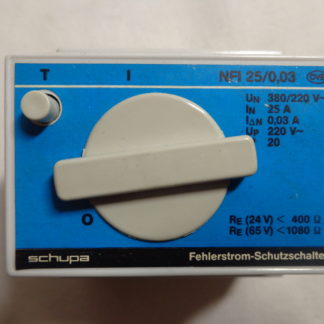 T I NFI 25/0,03 ÖVE
UN 380/220 V~
IN 25 A
IΔN 0,03 A
UP 220 V~
20
O
RE (24 V) < 400 Ω
RE (65 V) < 1080 Ω
schupa Fehlerstrom-Schutzschalte